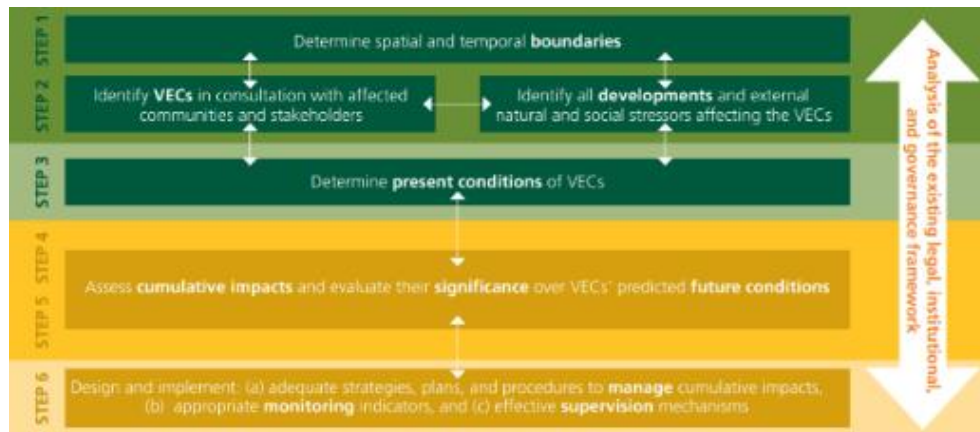 STEP 1
Determine spatial and temporal boundaries
STEP 2
Identify VECs in consultation with affected
communities and stakeholders
Identify all developments and external
natural and social stressors affecting the VECs
STEP 3
Determine present conditions of VECs
STEP 4
STEP 5
Assess cumulative impacts and evaluate their significance over VECs' predicted future conditions
STEP 6
Design and implement: (a) adequate strategies, plans, and procedures to manage cumulative impacts,
(b) appropriate monitoring indicators, and (c) effective supervision mechanisms
Analysis of the existing legal, institutional,
and governance framework